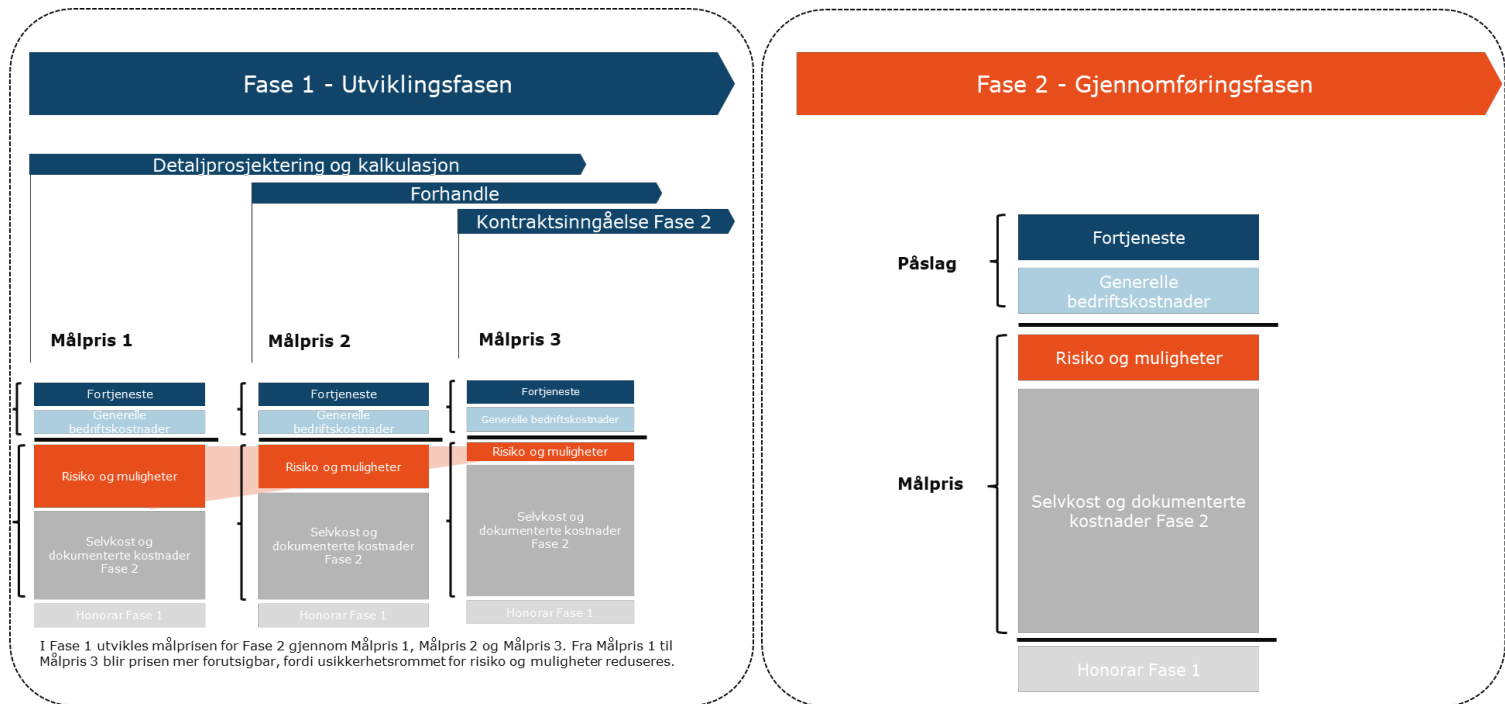 Fase 1 - Utviklingsfasen
Detaljprosjektering og kalkulasjon
Forhandle
Kontraktsinngåelse Fase 2
Målpris 1
Målpris 2
Målpris 3
Fortjeneste
Generelle
bedriftskostnader
Risiko og muligheter
Selvkost og
dokumenterte kostnader
Fase 2
Honorar Fase 1
Fortjeneste
Generelle
bedriftskostnader
Risiko og muligheter
Selvkost og
dokumenterte kostnader
Fase 2
Honorar Fase 1
Fortjeneste
Generelle bedriftskostnader
Risiko og muligheter
Selvkost og
dokumenterte kostnader
Fase 2
Honorar Fase 1
I Fase 1 utvikles målprisen for Fase 2 gjennom Målpris 1, Målpris 2 og Målpris 3. Fra Målpris 1 til
Målpris 3 blir prisen mer forutsigbar, fordi usikkerhetsrommet for risiko og muligheter reduseres.
Fase 2 - Gjennomføringsfasen
Påslag
Fortjeneste
Generelle
bedriftskostnader
Målpris
Risiko og muligheter
Selvkost og dokumenterte
kostnader Fase 2
Honorar Fase 1